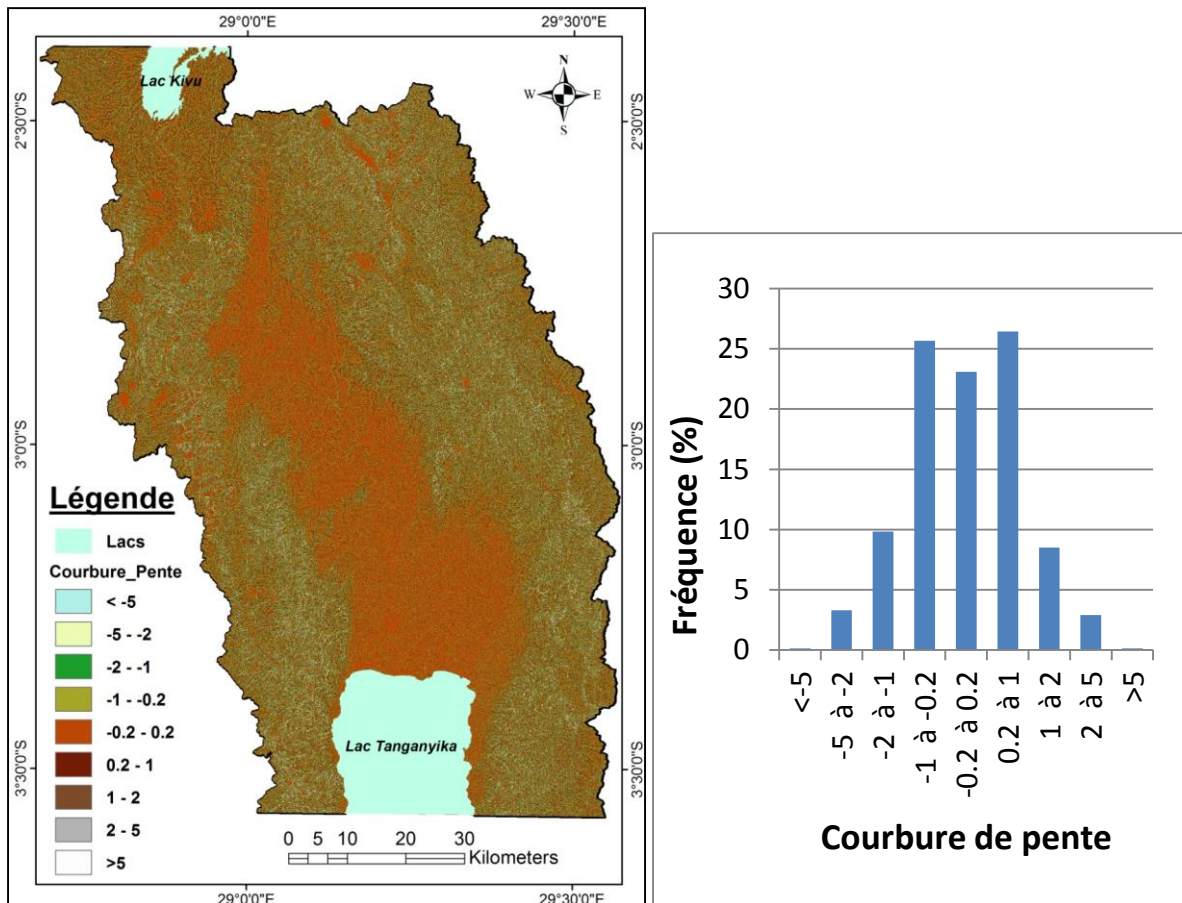 29°0'0"E
29°30'0"E
Lac Kivu
N
W
E
S
2°30'0"S
2°30'0"S
3°0'0"S
3°0'0"S
Légende
Lacs
Courbure_Pente
< -5
-5 - -2
-2 - -1
-1 - -0.2
-0.2 - 0.2
0.2 - 1
1 - 2
2 - 5
>5
Lac Tanganyika
3°30'0"S
3°30'0"S
0 5 10 20 30
Kilometers
29°0'0"E
29°30'0"E
Fréquence (%)
30
25
20
15
10
5
0
<-5
-5 à -2
-2 à -1
-1 à -0.2
-0.2 à 0.2
0.2 à 1
1 à 2
2 à 5
>5
Courbure de pente